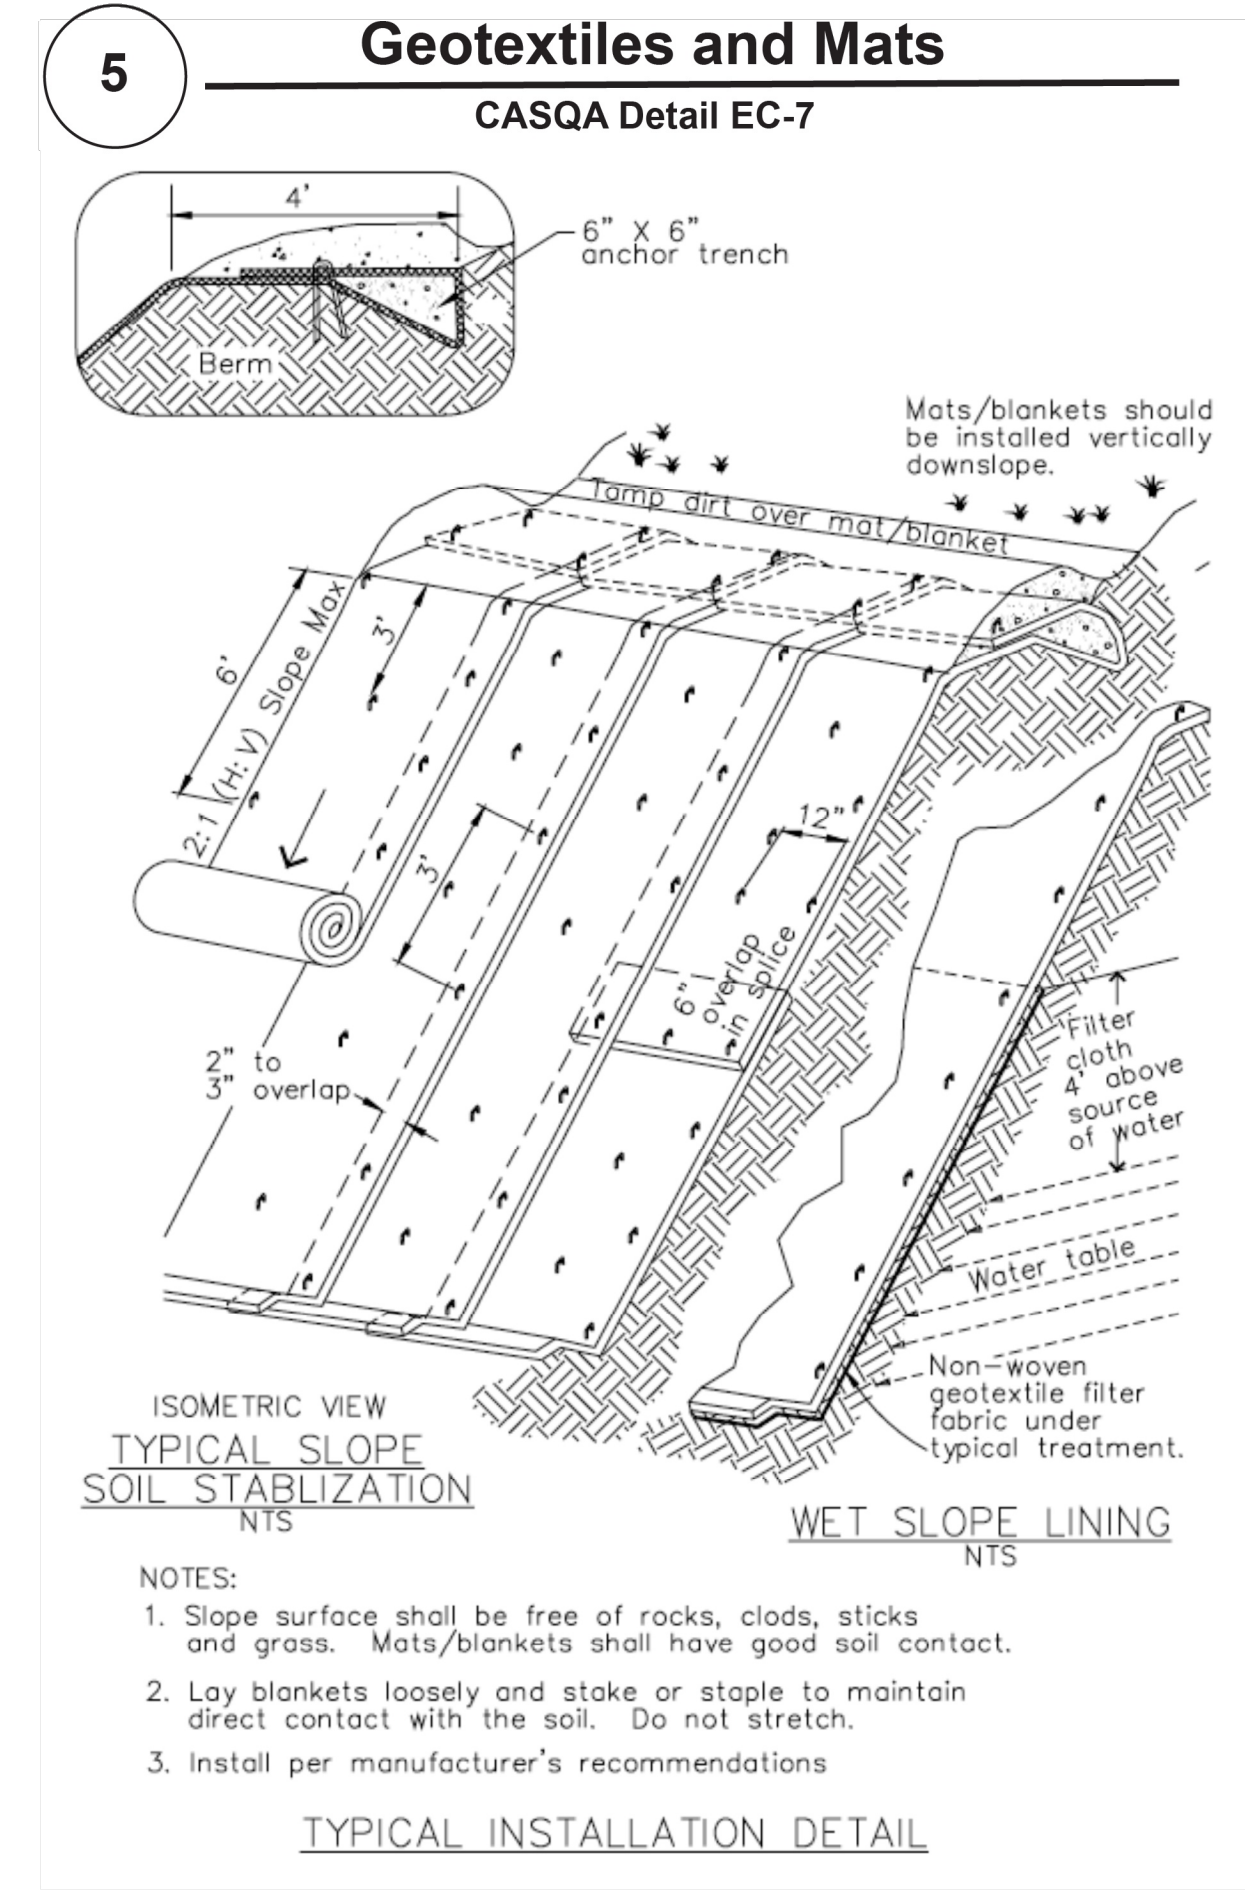 5
Geotextiles and Mats
CASQA Detail EC-7
4'
6" X 6"
anchor trench
Berm
Mats/blankets should
be installed vertically
downslope.
Tamp dirt over mat/blanket
6'
2:1 (H:V) Slope Max
3'
3'
12"
6"
overlap
in splice
2" to
3" overlap
Filter
cloth
4' above
source
of water
Water table
Non-woven
geotextile filter
fabric under
typical treatment.
ISOMETRIC VIEW
TYPICAL SLOPE
SOIL STABLIZATION
NTS
WET SLOPE LINING
NTS
NOTES:
1. Slope surface shall be free of rocks, clods, sticks
and grass. Mats/blankets shall have good soil contact.
2. Lay blankets loosely and stake or staple to maintain
direct contact with the soil. Do not stretch.
3. Install per manufacturer's recommendations
TYPICAL INSTALLATION DETAIL